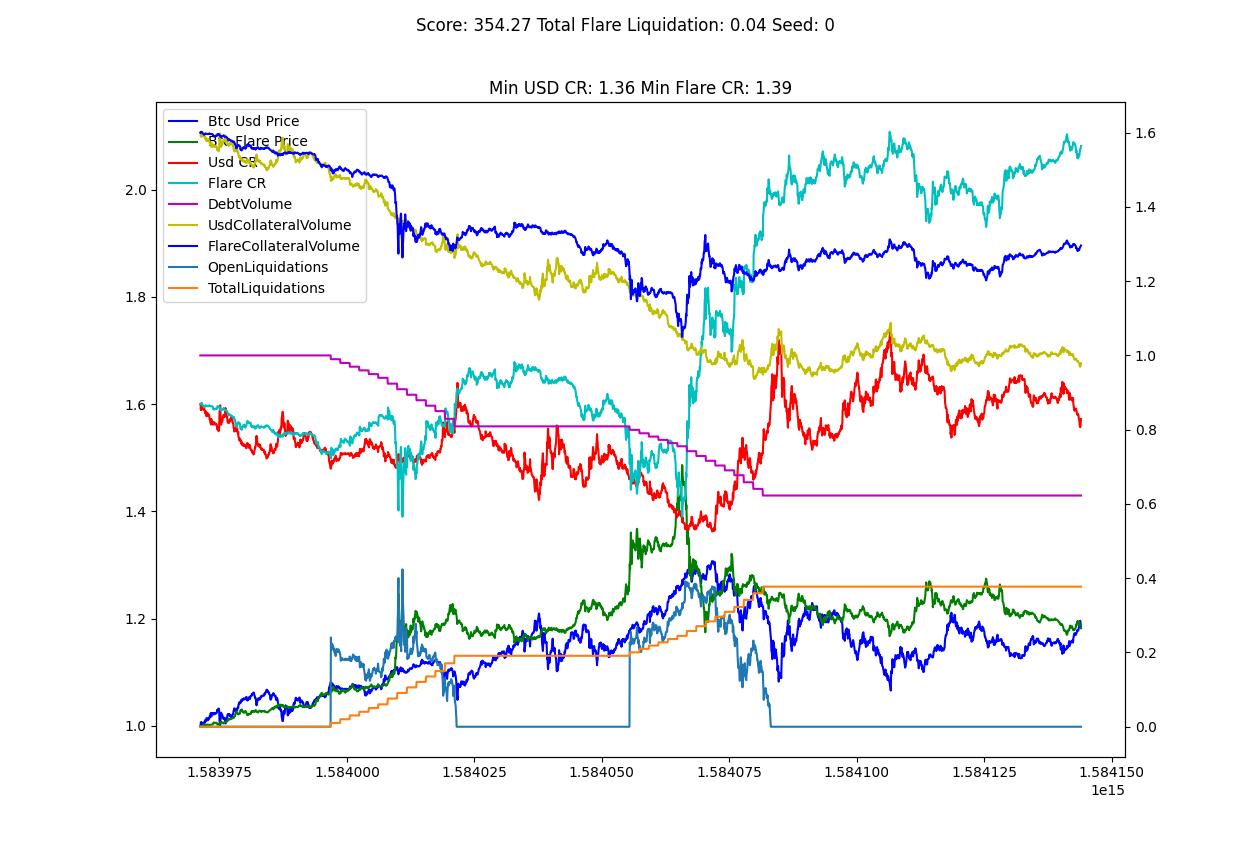 Score: 354.27 Total Flare Liquidation: 0.04 Seed: 0
Min USD CR: 1.36 Min Flare CR: 1.39
Btc Usd Price
Btc Flare Price
Usd CR
Flare CR
DebtVolume
UsdCollateralVolume
FlareCollateralVolume
OpenLiquidations
TotalLiquidations
2.0
1.8
1.6
1.4
1.2
1.0
1.6
1.4
1.2
1.0
0.8
0.6
0.4
0.2
0.0
1.583975 1.584000 1.584025 1.584050 1.584075 1.584100 1.584125 1.584150
1e15